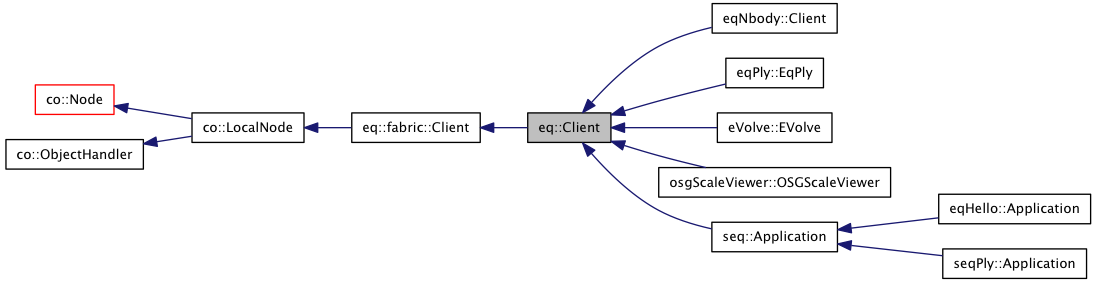 eqNbody::Client
eqPly::EqPly
co::Node
co::LocalNode
eq::fabric::Client
eq::Client
eVolve::EVolve
co::ObjectHandler
osgScaleViewer::OSGScaleViewer
eqHello::Application
seq::Application
seqPly::Application